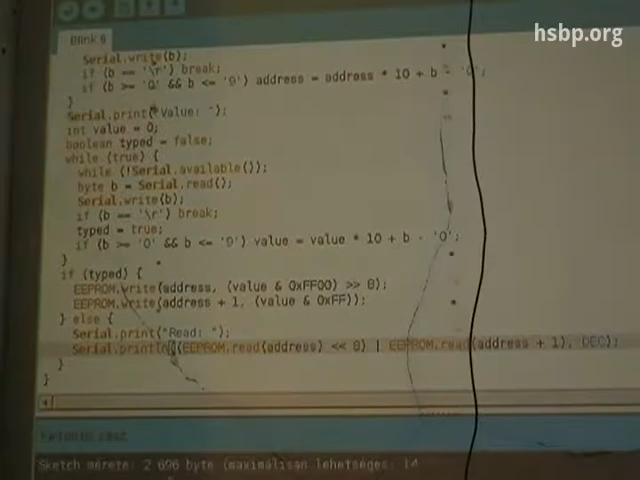 hsbp.org
Blink §
Serial.write(b);
if (b == '\r') break;
if (b >= '0' && b <= '9') address = address * 10 + b - '0';
}
Serial.print("Value: ");
int value = 0;
boolean typed = false;
while (true) {
while (!Serial.available());
byte b = Serial.read();
Serial.write(b);
if (b == '\r') break;
typed = true;
if (b >= '0' && b <= '9') value = value * 10 + b - '0';
}
if (typed) {
EEPROM.write(address, (value & 0xFF00) >> 8);
EEPROM.write(address + 1, (value & 0xFF));
} else {
Serial.print("Read: ");
Serial.println((EEPROM.read(address) << 8) | EEPROM.read(address + 1), DEC);
}
}
Sketch mérete: 2 696 byte (maximálisan lehetséges: 14